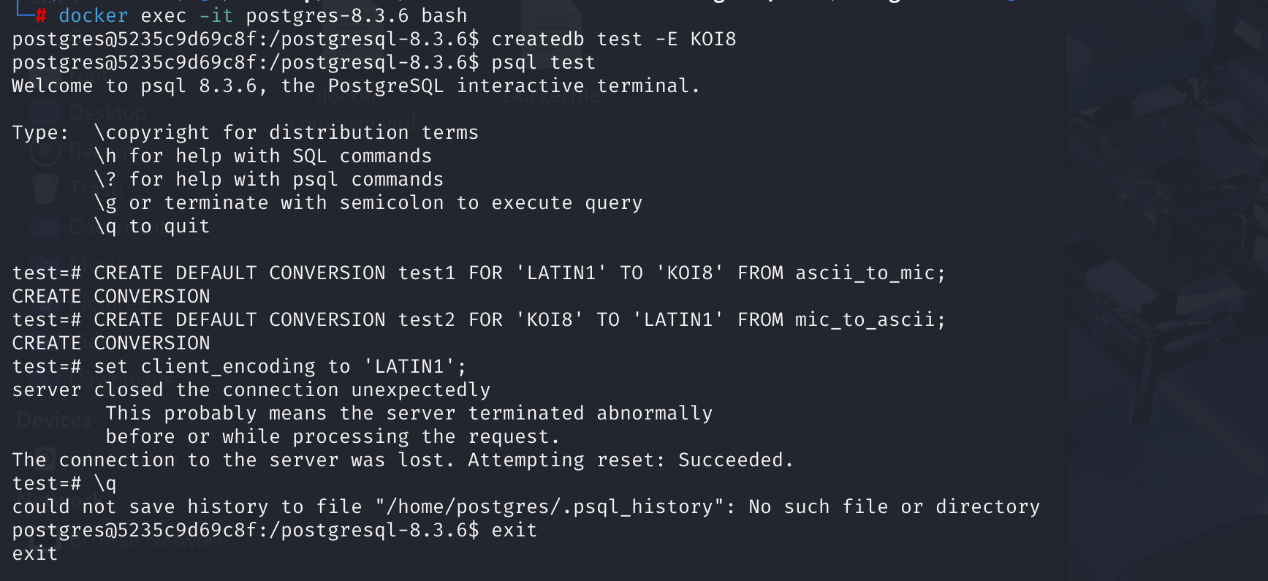 └─# docker exec -it postgres-8.3.6 bash
postgres@5235c9d69c8f:/postgresql-8.3.6$ createdb test -E KOI8
postgres@5235c9d69c8f:/postgresql-8.3.6$ psql test
Welcome to psql 8.3.6, the PostgreSQL interactive terminal.
Type:  \copyright for distribution terms
       \h for help with SQL commands
       \? for help with psql commands
       \g or terminate with semicolon to execute query
       \q to quit
test=# CREATE DEFAULT CONVERSION test1 FOR 'LATIN1' TO 'KOI8' FROM ascii_to_mic;
CREATE CONVERSION
test=# CREATE DEFAULT CONVERSION test2 FOR 'KOI8' TO 'LATIN1' FROM mic_to_ascii;
CREATE CONVERSION
test=# set client_encoding to 'LATIN1';
server closed the connection unexpectedly
        This probably means the server terminated abnormally
        before or while processing the request.
The connection to the server was lost. Attempting reset: Succeeded.
test=# \q
could not save history to file "/home/postgres/.psql_history": No such file or directory
postgres@5235c9d69c8f:/postgresql-8.3.6$ exit
exit
Desktop
Devices